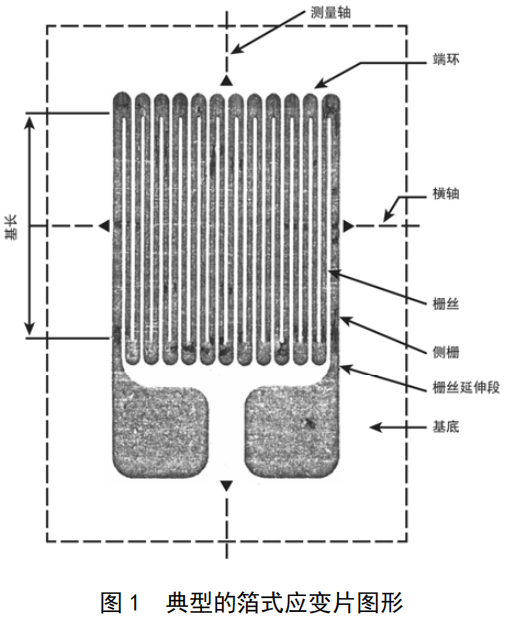 测量轴
端环
横轴
基长
栅丝
侧栅
栅丝延伸段
基底
图 1 典型的箔式应变片图形